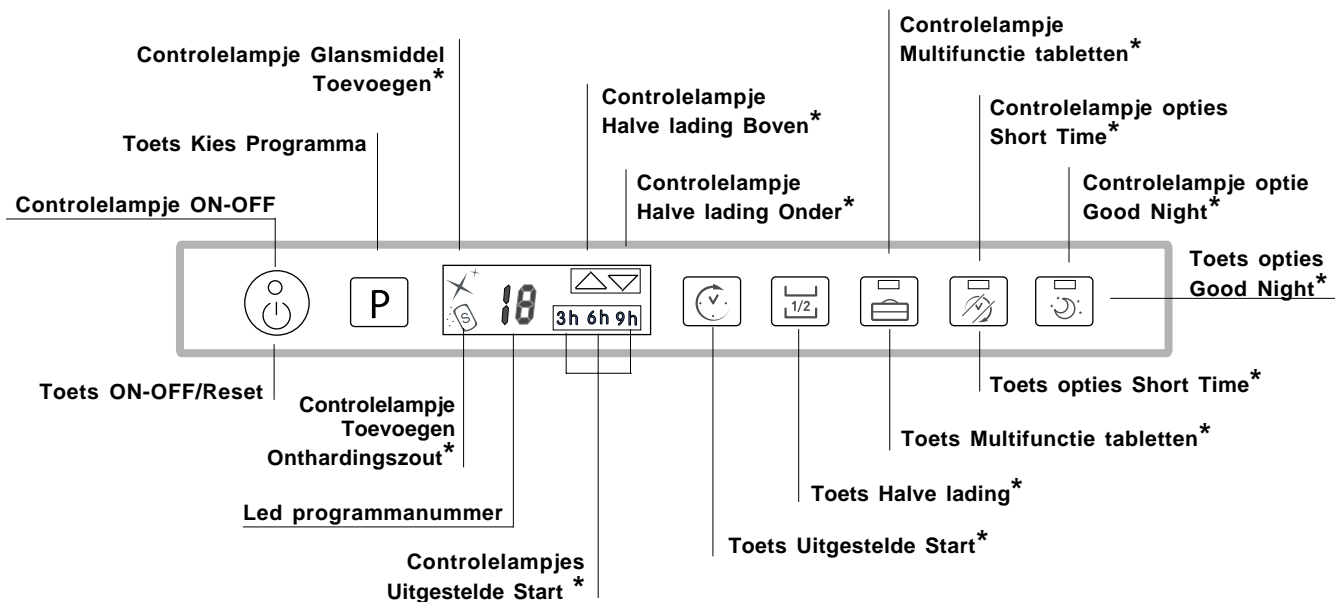 Controlelampje Glansmiddel
Toevoegen*
Controlelampje
Multifunctie tabletten*
Controlelampje
Halve lading Boven*
Controlelampje opties
Short Time*
Toets Kies Programma
Controlelampje
Halve lading Onder*
Controlelampje optie
Good Night*
Controlelampje ON-OFF
Toets opties
Good Night*
P
S
18
3h 6h 9h
1/2
Toets ON-OFF/Reset
Controlelampje
Toevoegen
Onthardingszout*
Toets opties Short Time*
Toets Multifunctie tabletten*
Toets Halve lading*
Led programmanummer
Toets Uitgestelde Start*
Controlelampjes
Uitgestelde Start *